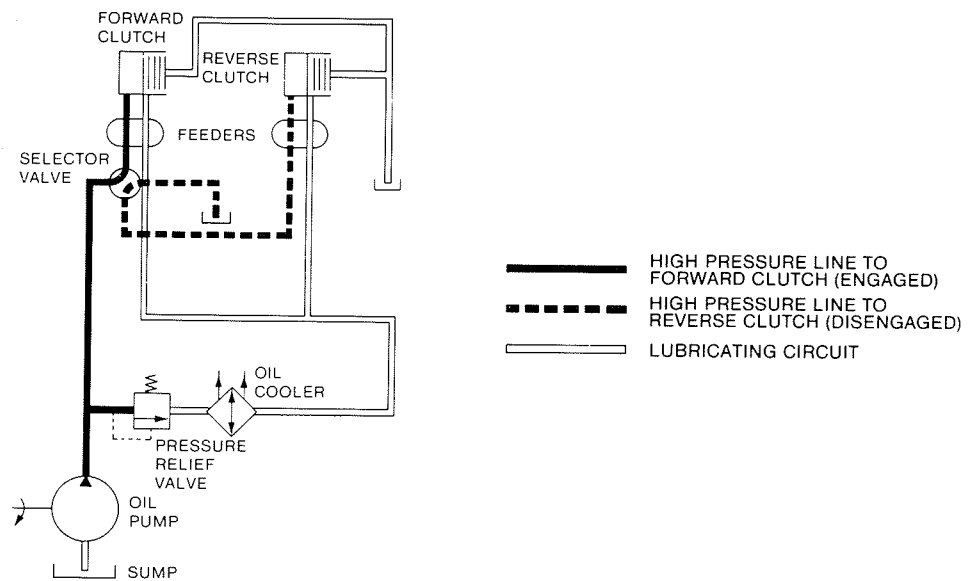 FORWARD
CLUTCH
REVERSE
CLUTCH
FEEDERS
SELECTOR
VALVE
HIGH PRESSURE LINE TO
FORWARD CLUTCH (ENGAGED)
HIGH PRESSURE LINE TO
REVERSE CLUTCH (DISENGAGED)
LUBRICATING CIRCUIT
OIL
COOLER
PRESSURE
RELIEF
VALVE
OIL
PUMP
SUMP